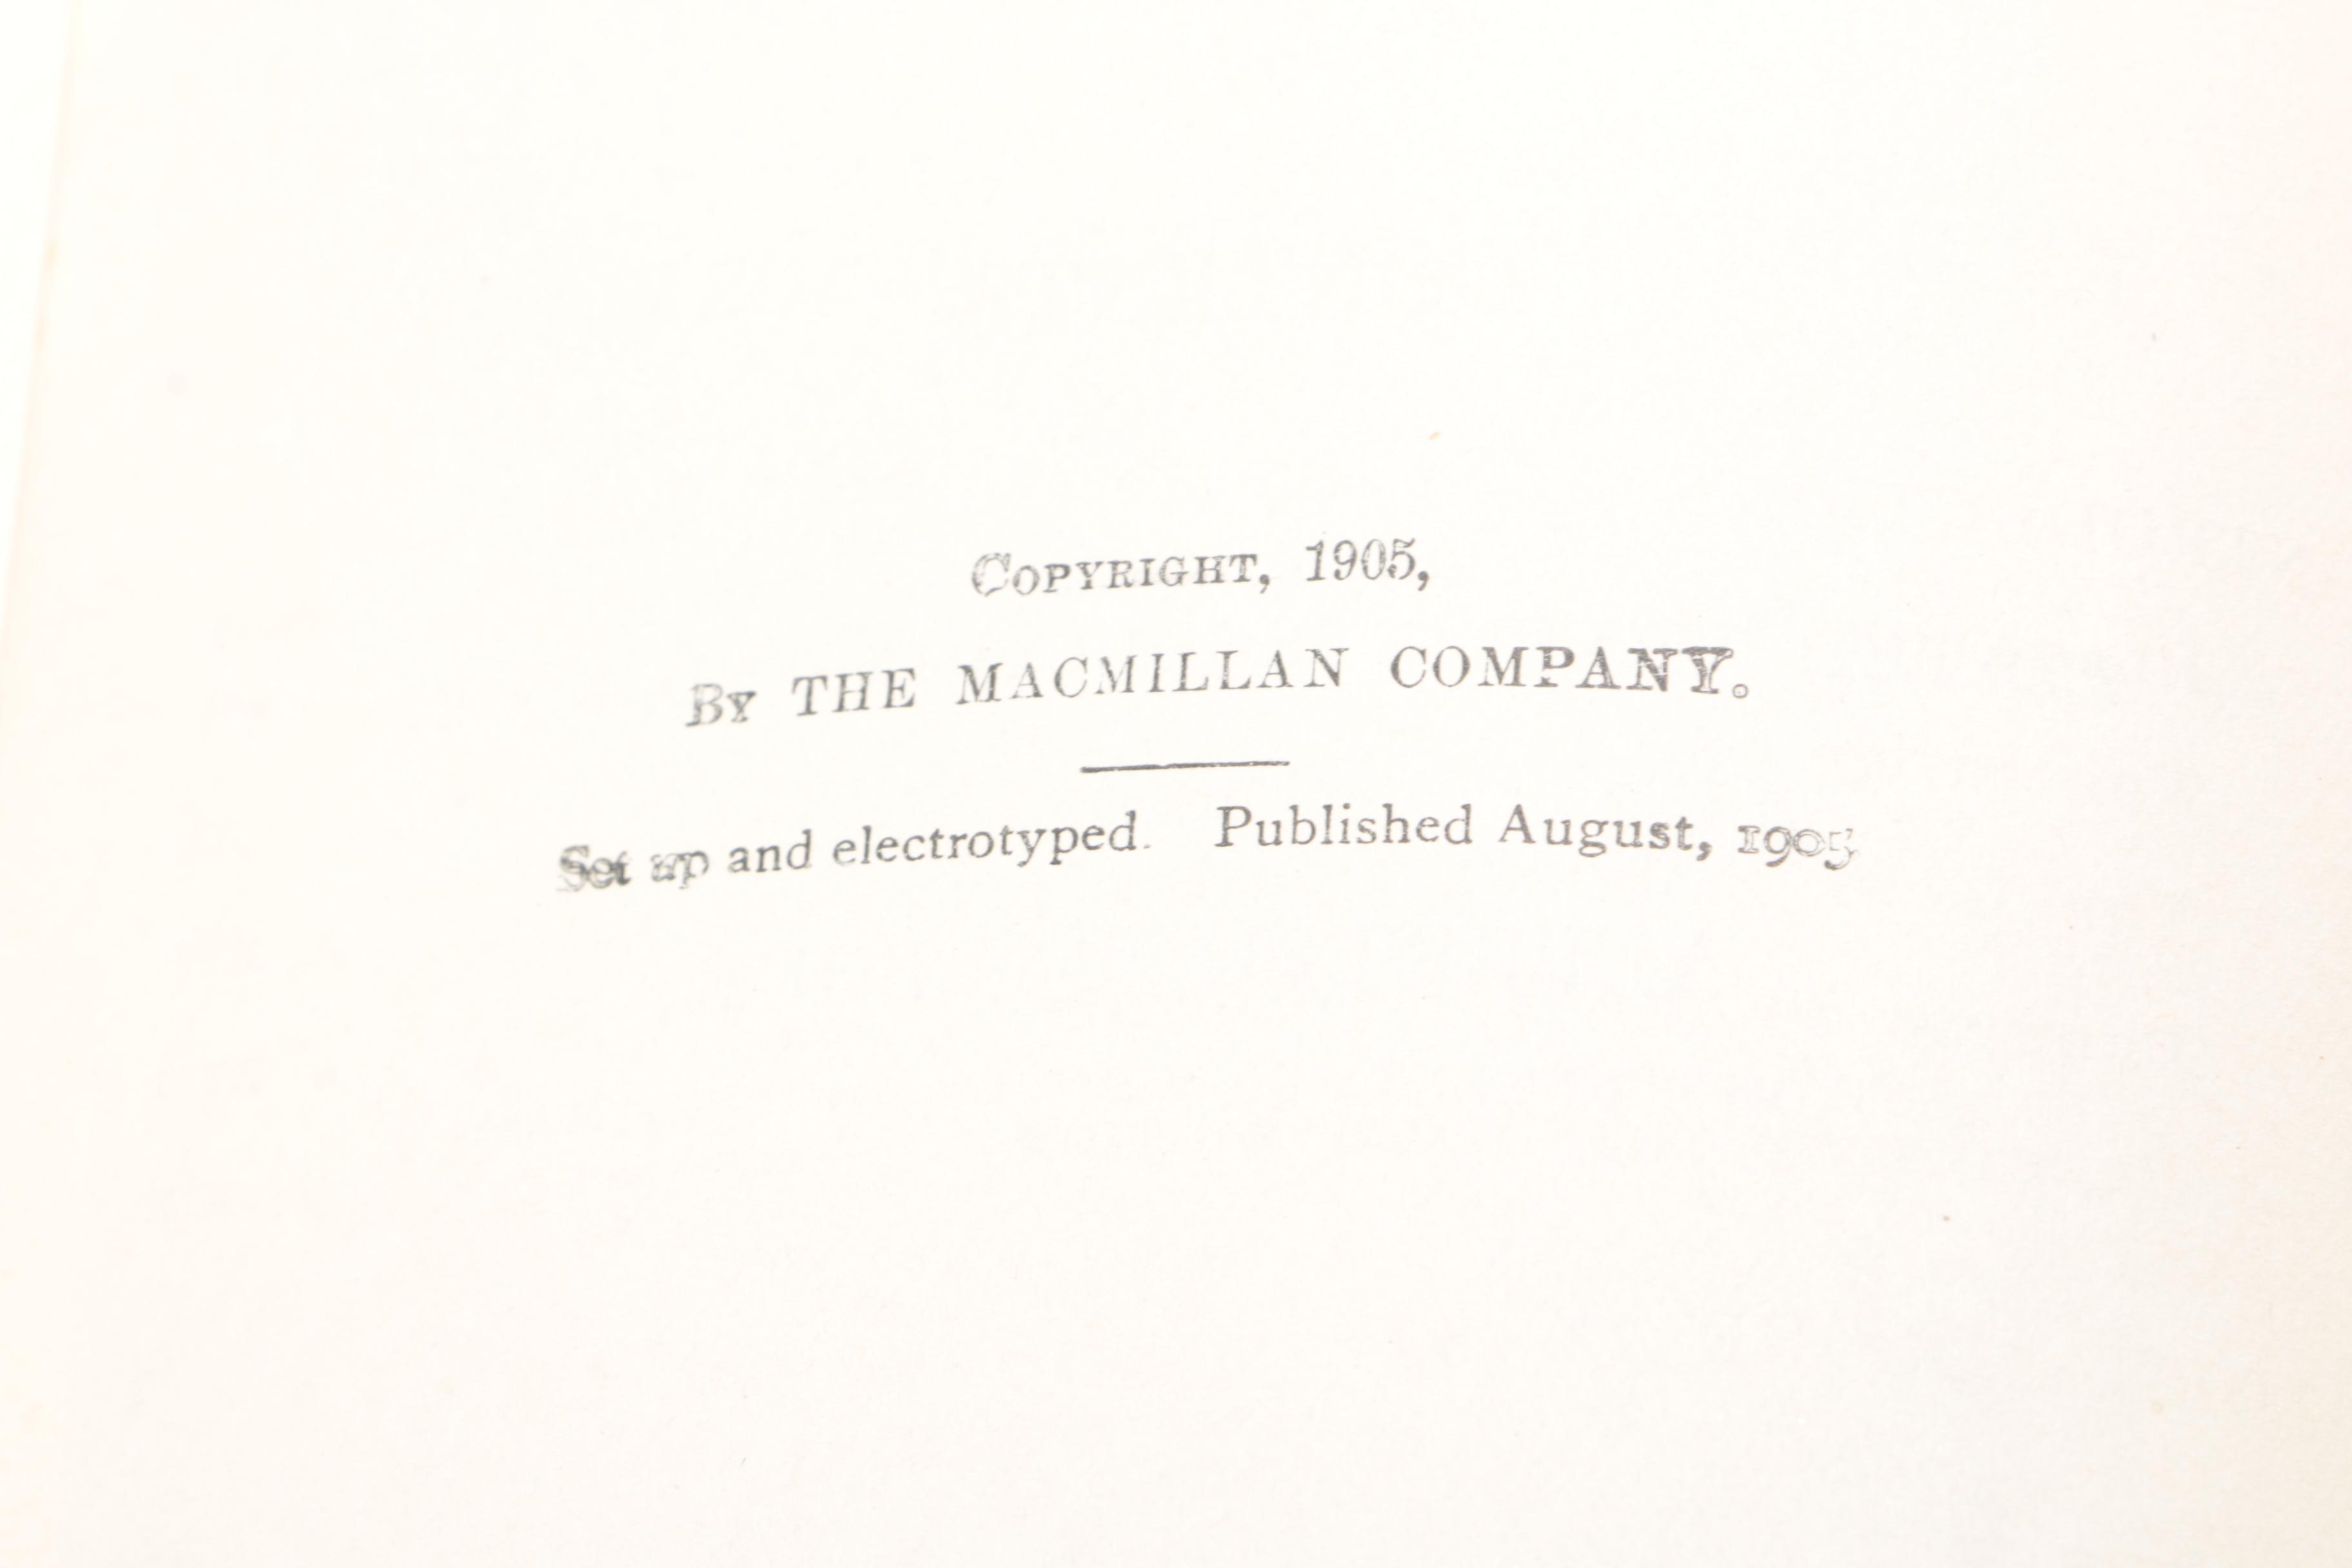 Copyright, 1905,
By THE MACMILLAN COMPANY.
Set up and electrotyped. Published August, 1905